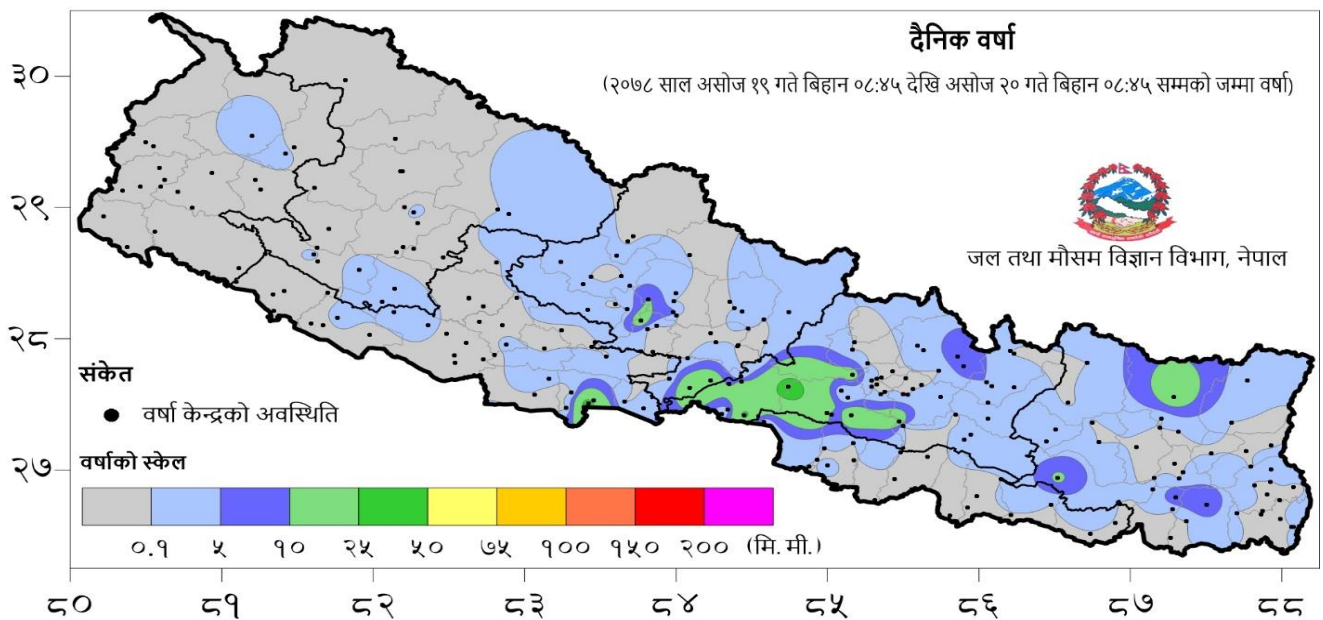 दैनिक वर्षा
(२०७८ साल असोज १९ गते बिहान ०८:४५ देखि असोज २० गते बिहान ०८:४५ सम्मको जम्मा वर्षा)
जल तथा मौसम विज्ञान विभाग, नेपाल
३०
२९
२८
२७
संकेत
वर्षा केन्द्रको अवस्थिति
वर्षाको स्केल
०.१ ५ १० २५ ५० ७५ १०० १५० २०० (मि.मी.)
८० ८१ ८२ ८३ ८४ ८५ ८६ ८७ ८८